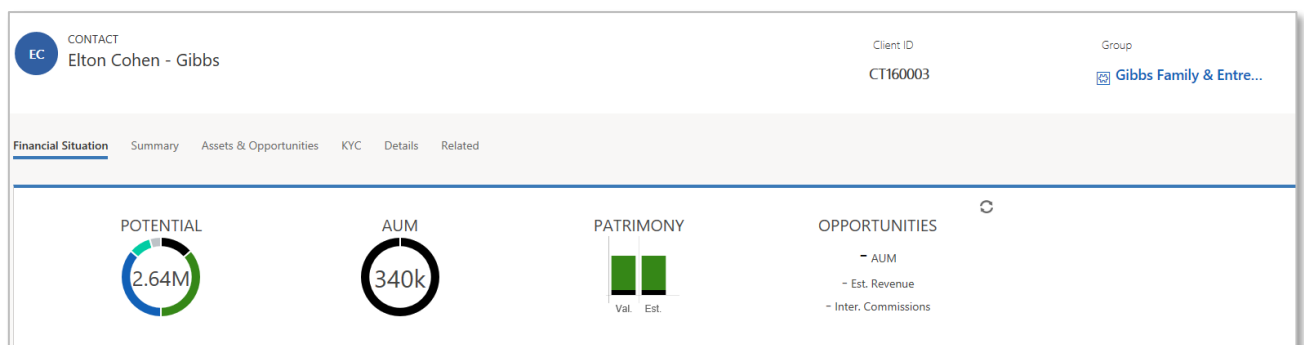 EC
CONTACT
Elton Cohen - Gibbs
Client ID
CT160003
Group
Gibbs Family & Entre...
Financial Situation Summary Assets & Opportunities KYC Details Related
POTENTIAL
2.64M
AUM
340k
PATRIMONY
Val. Est.
OPPORTUNITIES
- AUM
- Est. Revenue
- Inter. Commissions